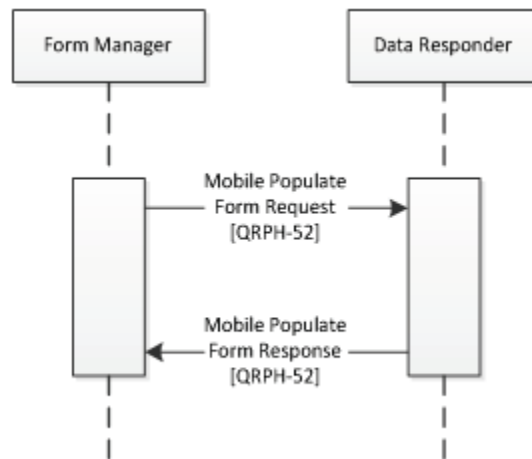 Form Manager
Data Responder
Mobile Populate
Form Request
[QRPH-52]
Mobile Populate
Form Response
[QRPH-52]